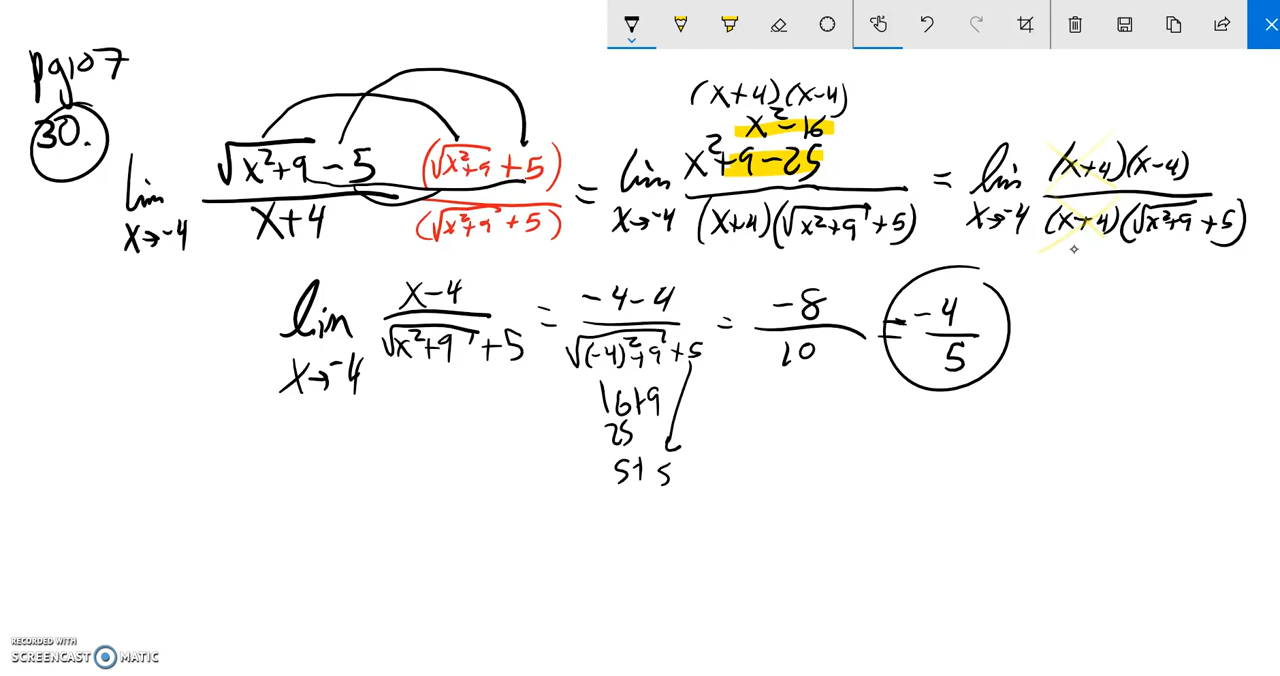 pg 107
30.
lim x→-4 (√(x²+9) - 5)/(x+4) · (√(x²+9) + 5)/(√(x²+9) + 5) = lim x→-4 (x²+9-25)/((x+4)(√(x²+9) + 5)) = lim x→-4 ((x+4)(x-4))/((x+4)(√(x²+9) + 5))
(x+4)(x-4)
x²-16
lim x→-4 (x-4)/(√(x²+9) + 5) = (-4-4)/(√((-4)²+9) + 5) = -8/10 = -4/5
16+9
25
5+5
RECORDED WITH
SCREENCAST MATIC